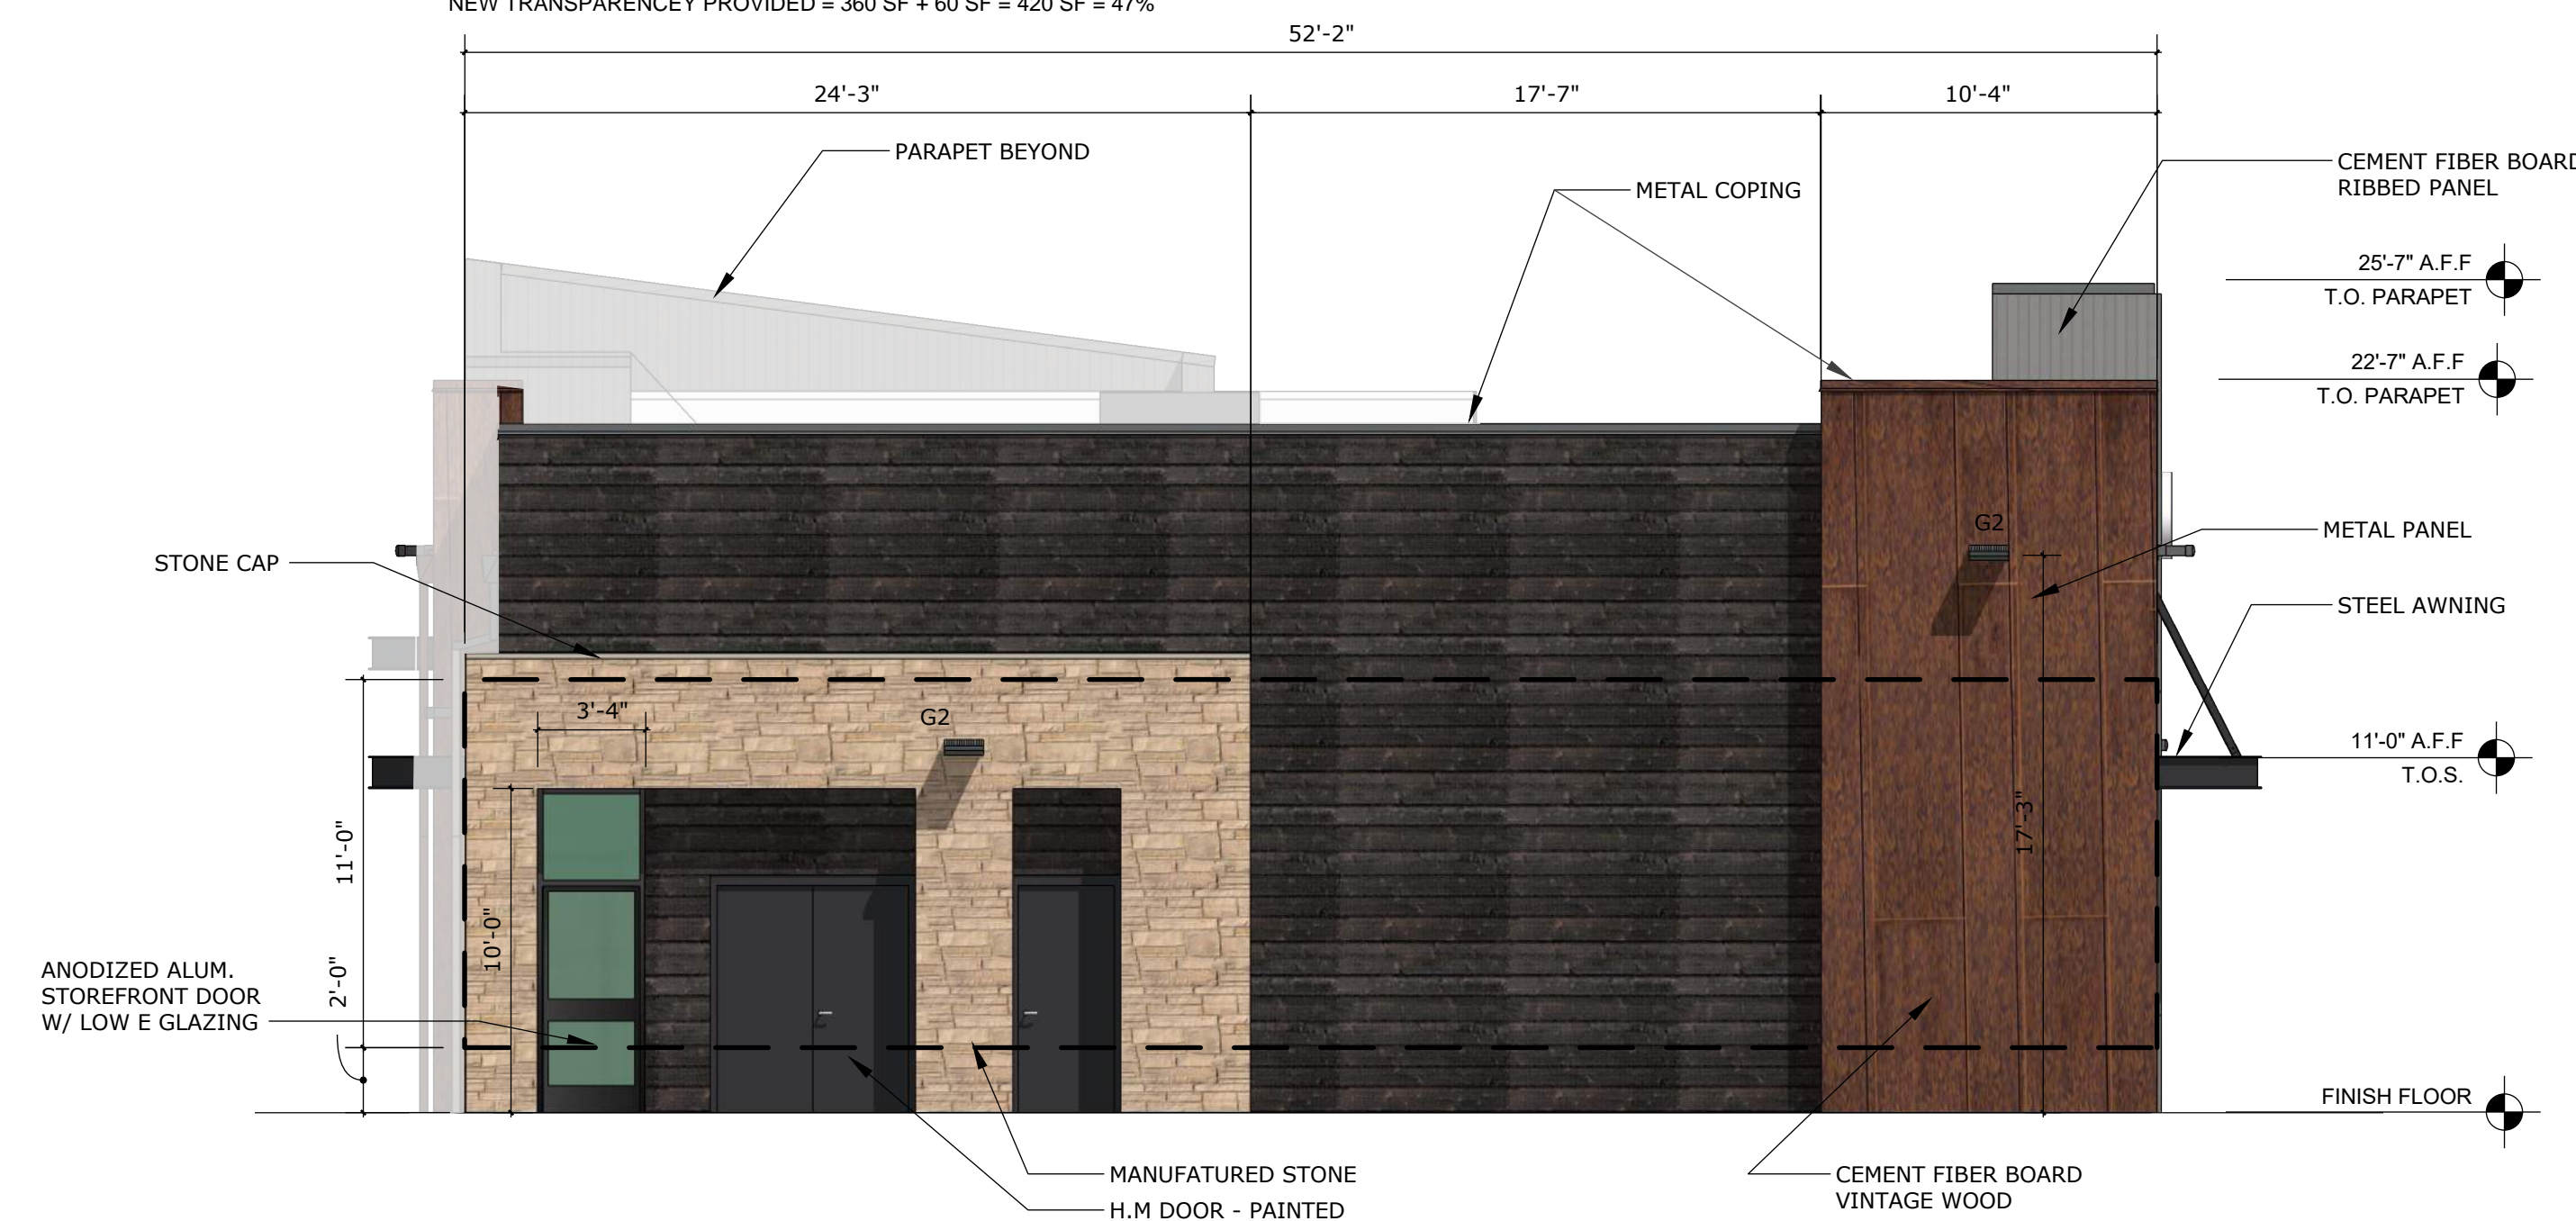 NEW TRANSPARENCEY PROVIDED = 360 SF + 60 SF = 420 SF = 47%
52'-2"
24'-3"
17'-7"
10'-4"
PARAPET BEYOND
METAL COPING
CEMENT FIBER BOARD
RIBBED PANEL
25'-7" A.F.F
T.O. PARAPET
22'-7" A.F.F
T.O. PARAPET
G2
METAL PANEL
STONE CAP
STEEL AWNING
3'-4"
G2
11'-0" A.F.F
T.O.S.
17'-3"
11'-0"
10'-0"
2'-0"
ANODIZED ALUM.
STOREFRONT DOOR
W/ LOW E GLAZING
FINISH FLOOR
MANUFATURED STONE
H.M DOOR - PAINTED
CEMENT FIBER BOARD
VINTAGE WOOD